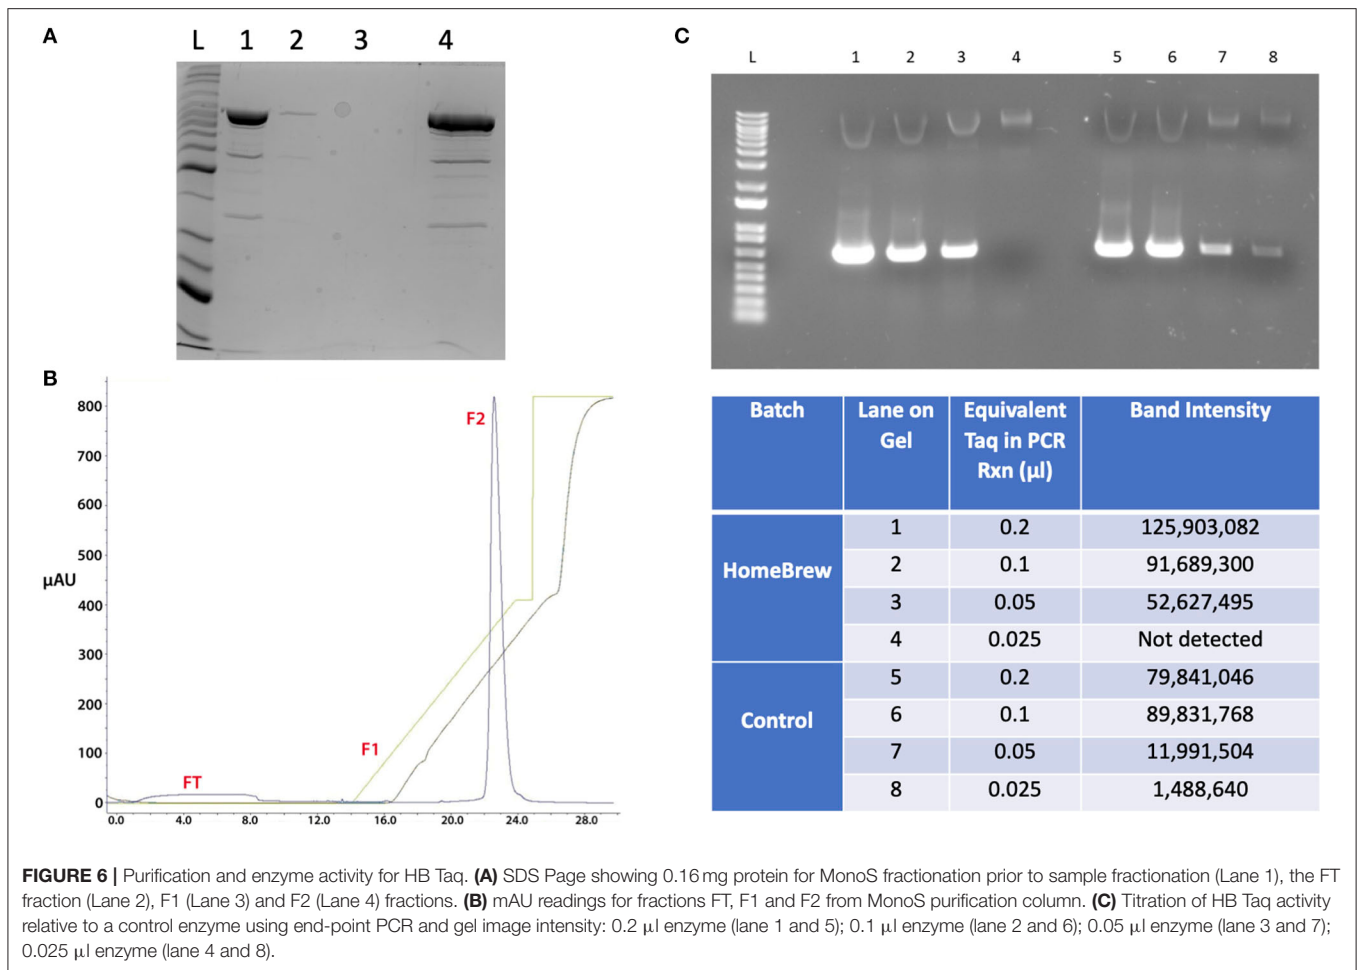 A
L 1 2 3 4
B
800
700
600
500
µAU
400
300
200
100
0
FT
F1
F2
0.0 4.0 8.0 12.0 16.0 20.0 24.0 28.0
C
L 1 2 3 4 5 6 7 8
Batch
Lane on
Gel
Equivalent
Taq in PCR
Rxn (µl)
Band Intensity
HomeBrew
1 0.2 125,903,082
2 0.1 91,689,300
3 0.05 52,627,495
4 0.025 Not detected
Control
5 0.2 79,841,046
6 0.1 89,831,768
7 0.05 11,991,504
8 0.025 1,488,640
FIGURE 6 | Purification and enzyme activity for HB Taq. (A) SDS Page showing 0.16 mg protein for MonoS fractionation prior to sample fractionation (Lane 1), the FT
fraction (Lane 2), F1 (Lane 3) and F2 (Lane 4) fractions. (B) mAU readings for fractions FT, F1 and F2 from MonoS purification column. (C) Titration of HB Taq activity
relative to a control enzyme using end-point PCR and gel image intensity: 0.2 µl enzyme (lane 1 and 5); 0.1 µl enzyme (lane 2 and 6); 0.05 µl enzyme (lane 3 and 7);
0.025 µl enzyme (lane 4 and 8).